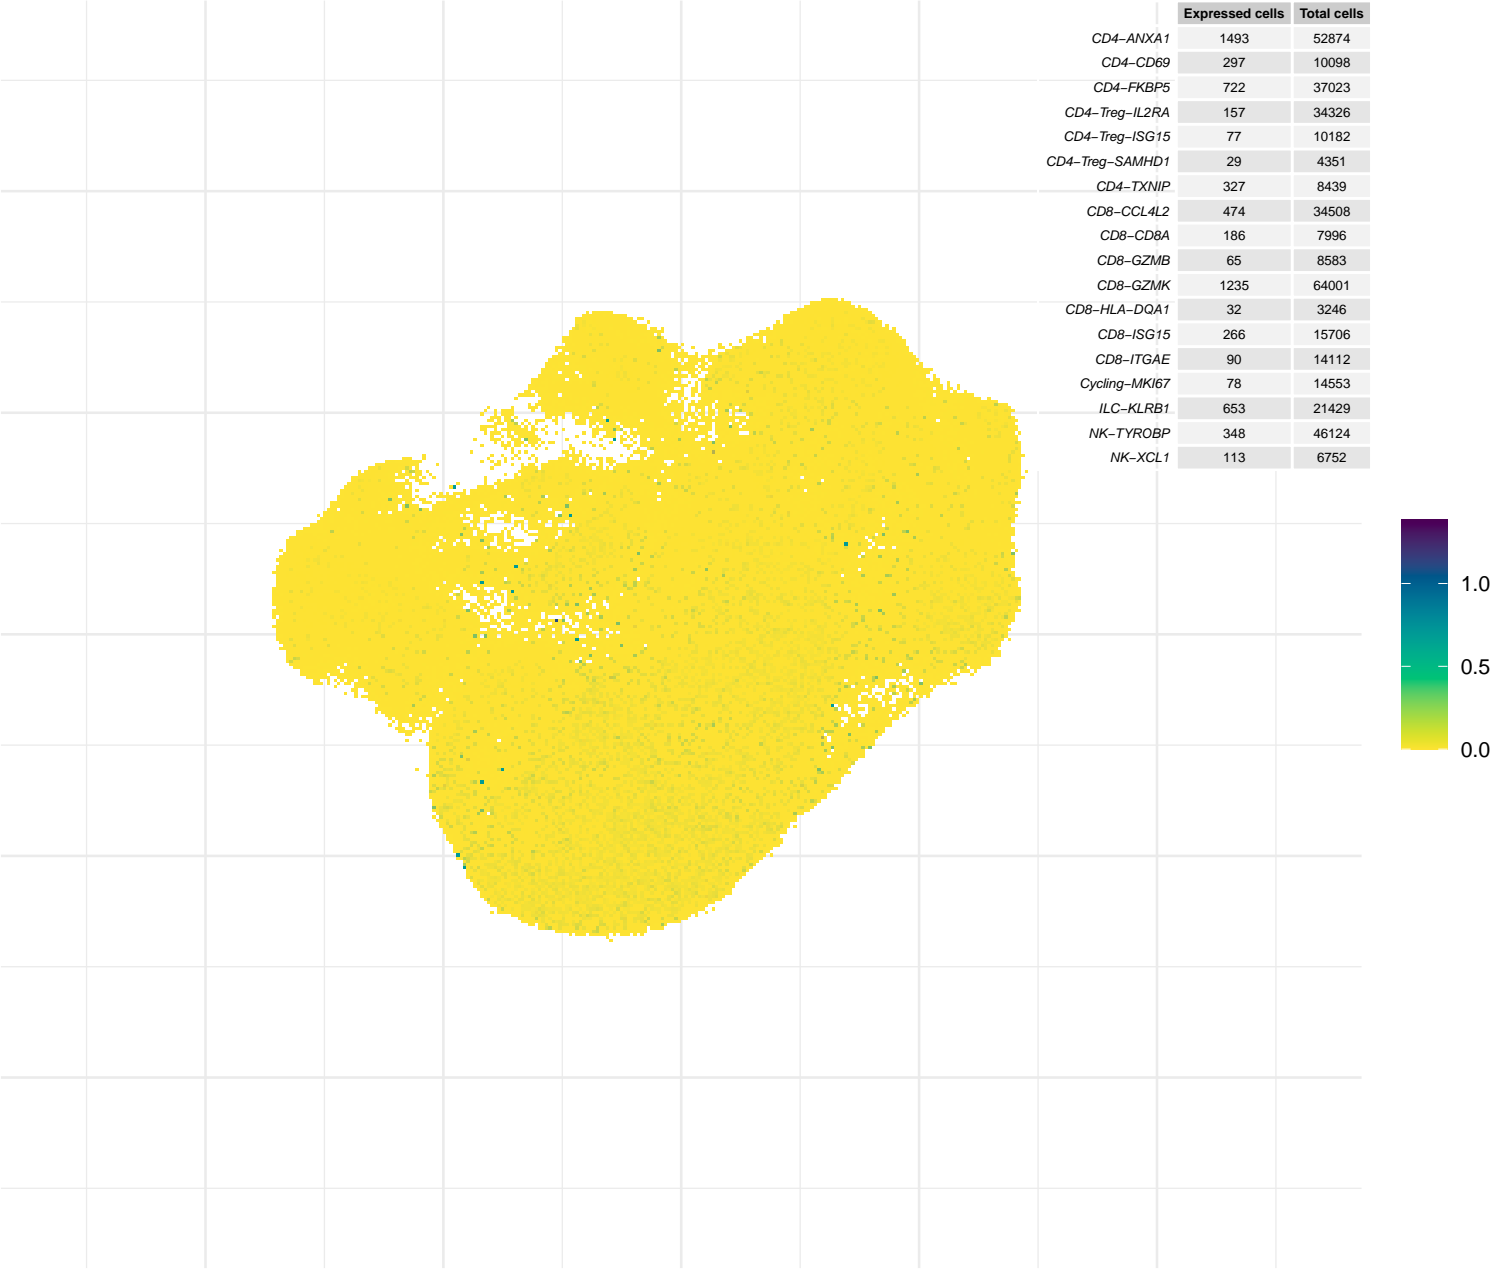 Expressed cells Total cells
CD4−ANXA1 1493 52874
CD4−CD69 297 10098
CD4−FKBP5 722 37023
CD4−Treg−IL2RA 157 34326
CD4−Treg−ISG15 77 10182
CD4−Treg−SAMHD1 29 4351
CD4−TXNIP 327 8439
CD8−CCL4L2 474 34508
CD8−CD8A 186 7996
CD8−GZMB 65 8583
CD8−GZMK 1235 64001
CD8−HLA−DQA1 32 3246
CD8−ISG15 266 15706
CD8−ITGAE 90 14112
Cycling−MKI67 78 14553
ILC−KLRB1 653 21429
NK−TYROBP 348 46124
NK−XCL1 113 6752
1.0
0.5
0.0